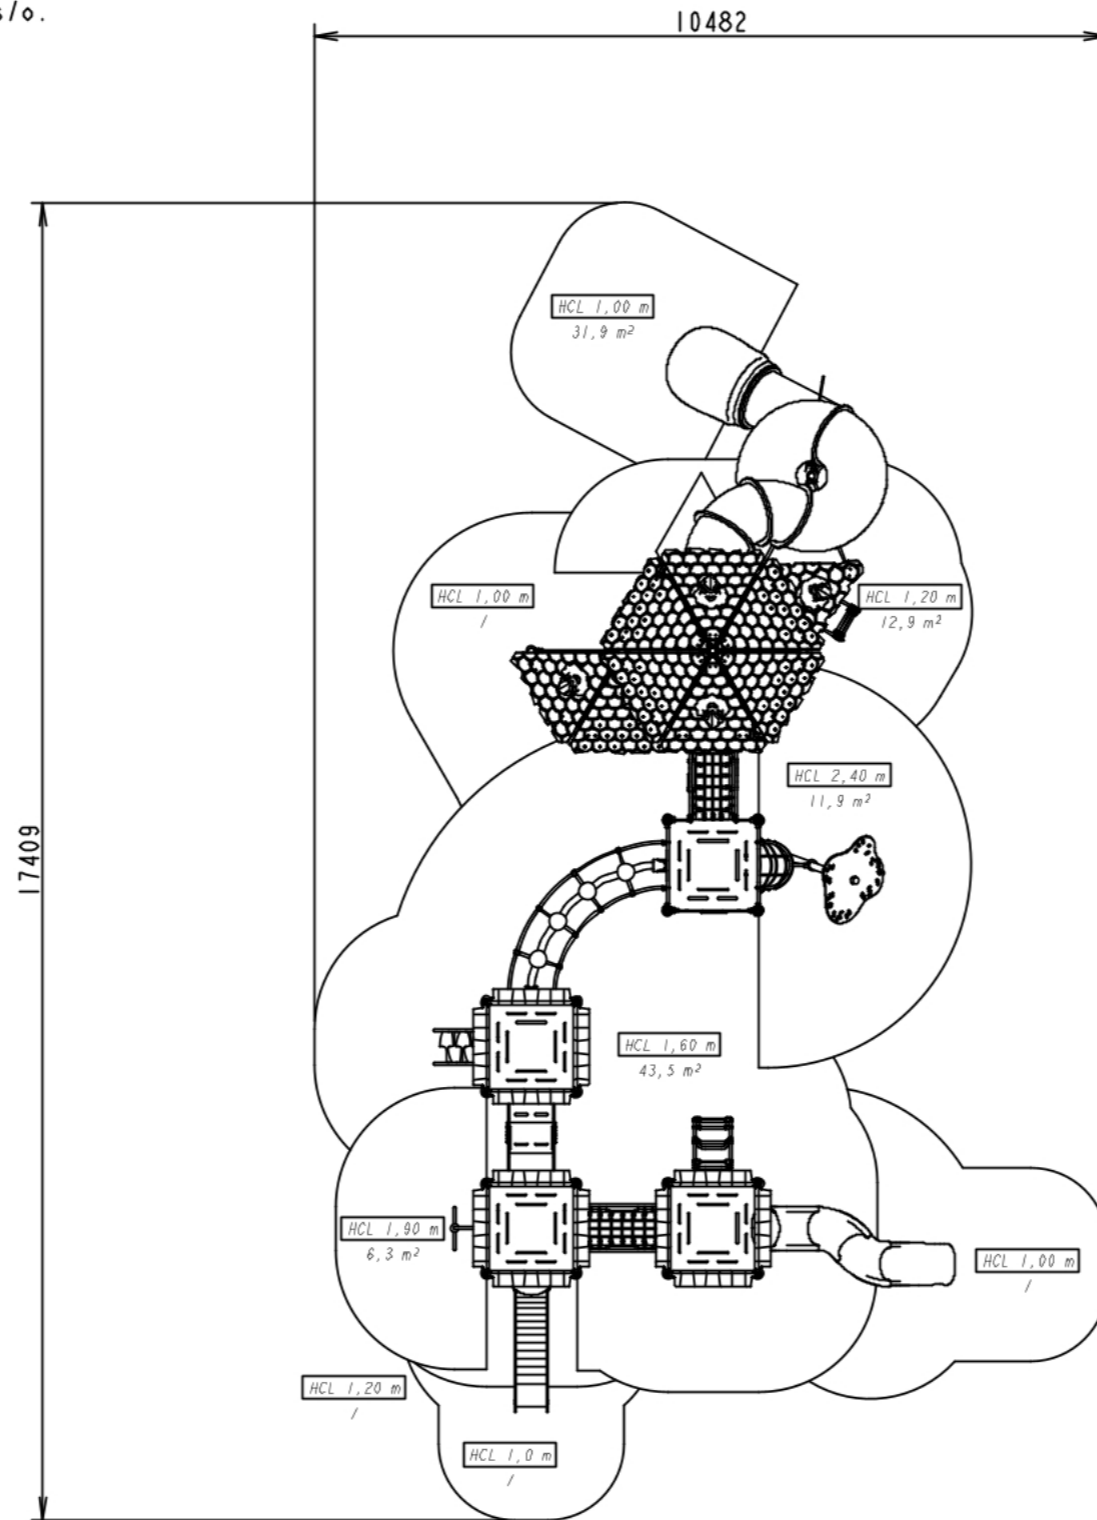 s/o.
10482
HCL 1,00 m
31,9 m²
HCL 1,00 m
/
HCL 1,20 m
12,9 m²
HCL 2,40 m
11,9 m²
17409
HCL 1,60 m
43,5 m²
HCL 1,90 m
6,3 m²
HCL 1,00 m
/
HCL 1,20 m
/
HCL 1,0 m
/